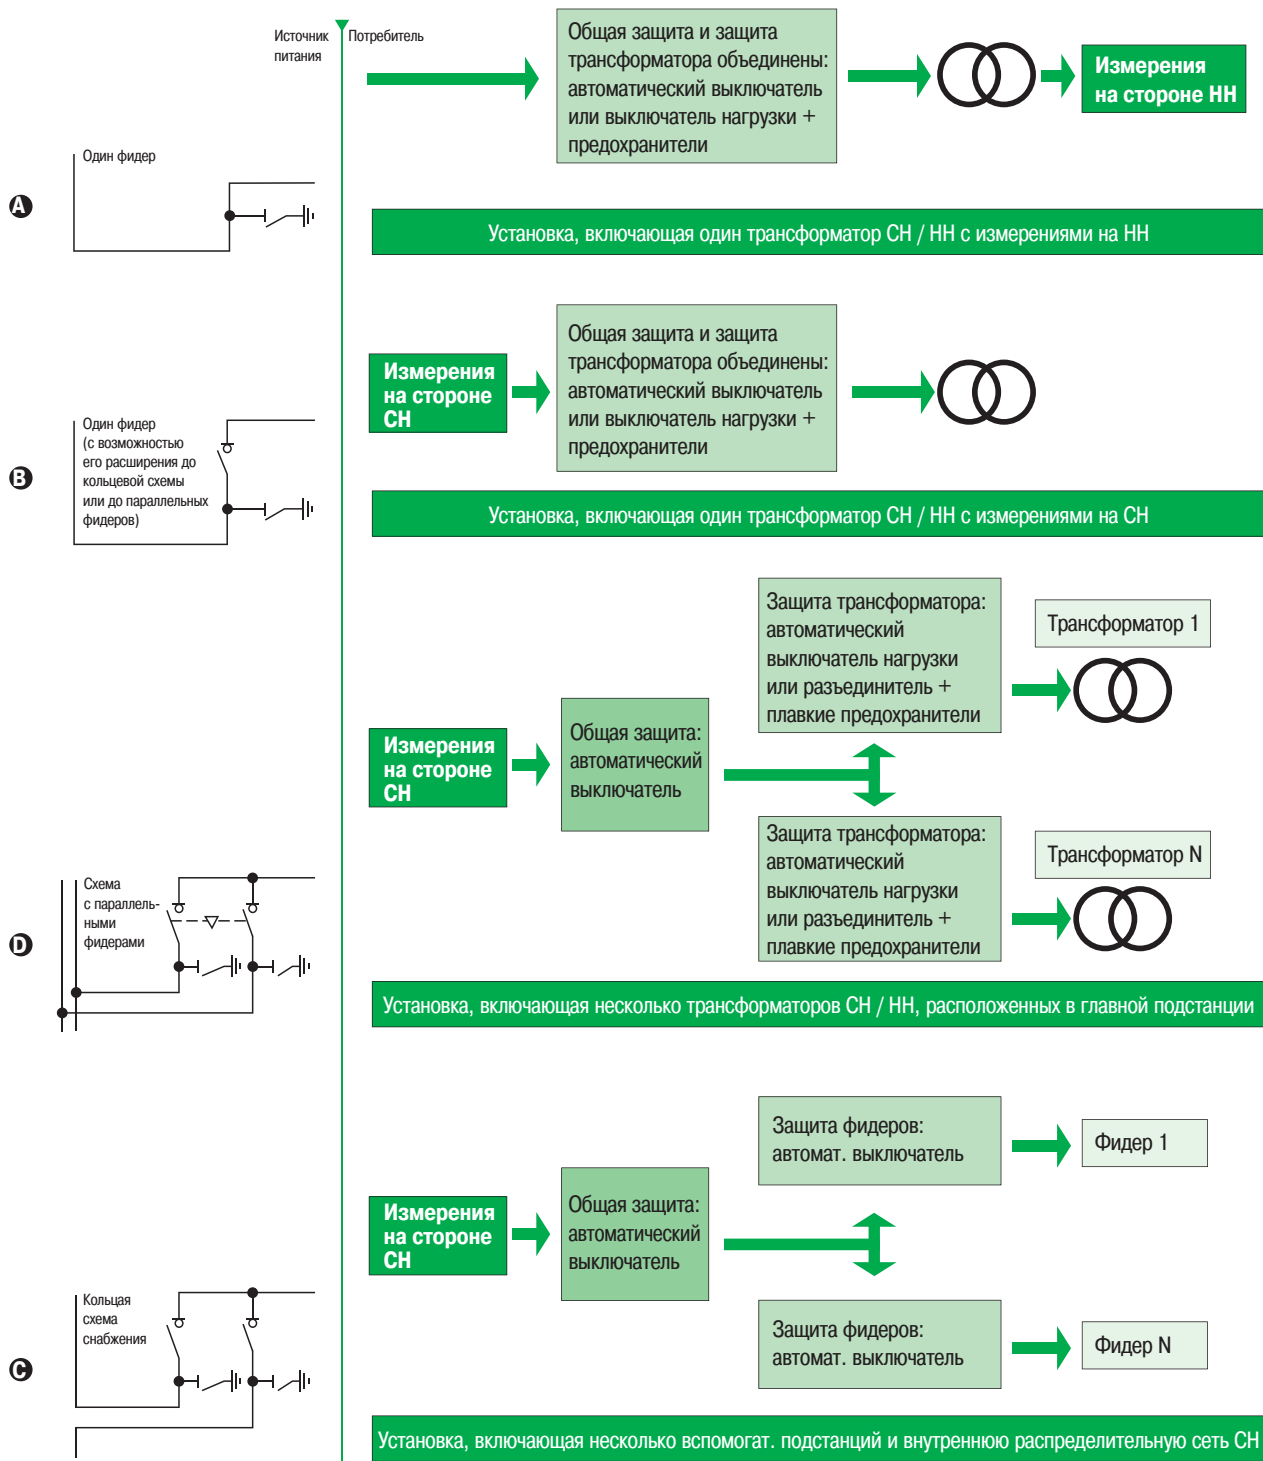 Источник
питания
Потребитель
Общая защита и защита
трансформатора объединены:
автоматический выключатель
или выключатель нагрузки +
предохранители
Измерения
на стороне НН
A
Один фидер
Установка, включающая один трансформатор СН / НН с измерениями на НН
Измерения
на стороне
СН
Общая защита и защита
трансформатора объединены:
автоматический выключатель
или выключатель нагрузки +
предохранители
B
Один фидер
(с возможностью
его расширения до
кольцевой схемы
или до параллельных
фидеров)
Установка, включающая один трансформатор СН / НН с измерениями на СН
Защита трансформатора:
автоматический
выключатель нагрузки
или разъединитель +
плавкие предохранители
Трансформатор 1
Измерения
на стороне
СН
Общая защита:
автоматический
выключатель
Защита трансформатора:
автоматический
выключатель нагрузки
или разъединитель +
плавкие предохранители
Трансформатор N
D
Схема
с параллель-
ными
фидерами
Установка, включающая несколько трансформаторов СН / НН, расположенных в главной подстанции
Защита фидеров:
автомат. выключатель
Фидер 1
Измерения
на стороне
СН
Общая защита:
автоматический
выключатель
Защита фидеров:
автомат. выключатель
Фидер N
C
Кольцая
схема
снабжения
Установка, включающая несколько вспомогат. подстанций и внутреннюю распределительную сеть СН